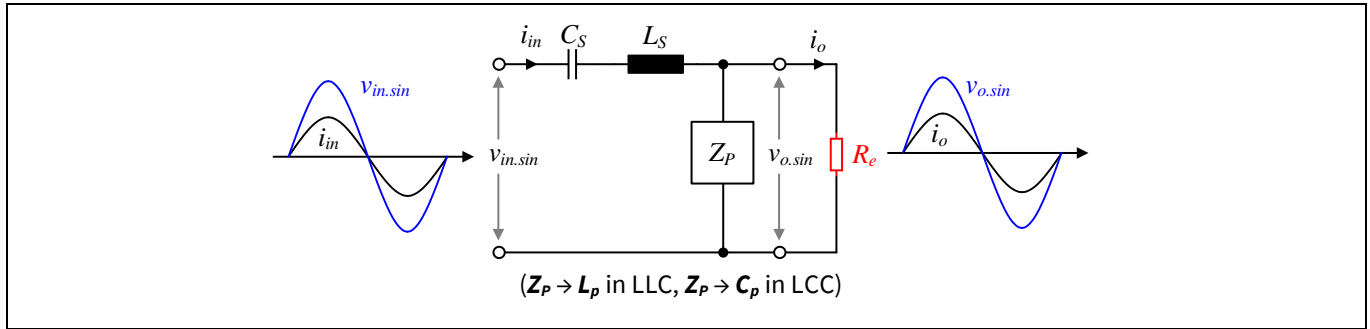 i_in C_S L_S i_o
v_in.sin
i_in
v_in.sin
Z_P
v_o.sin
R_e
v_o.sin
i_o
(Z_P → L_p in LLC, Z_P → C_p in LCC)